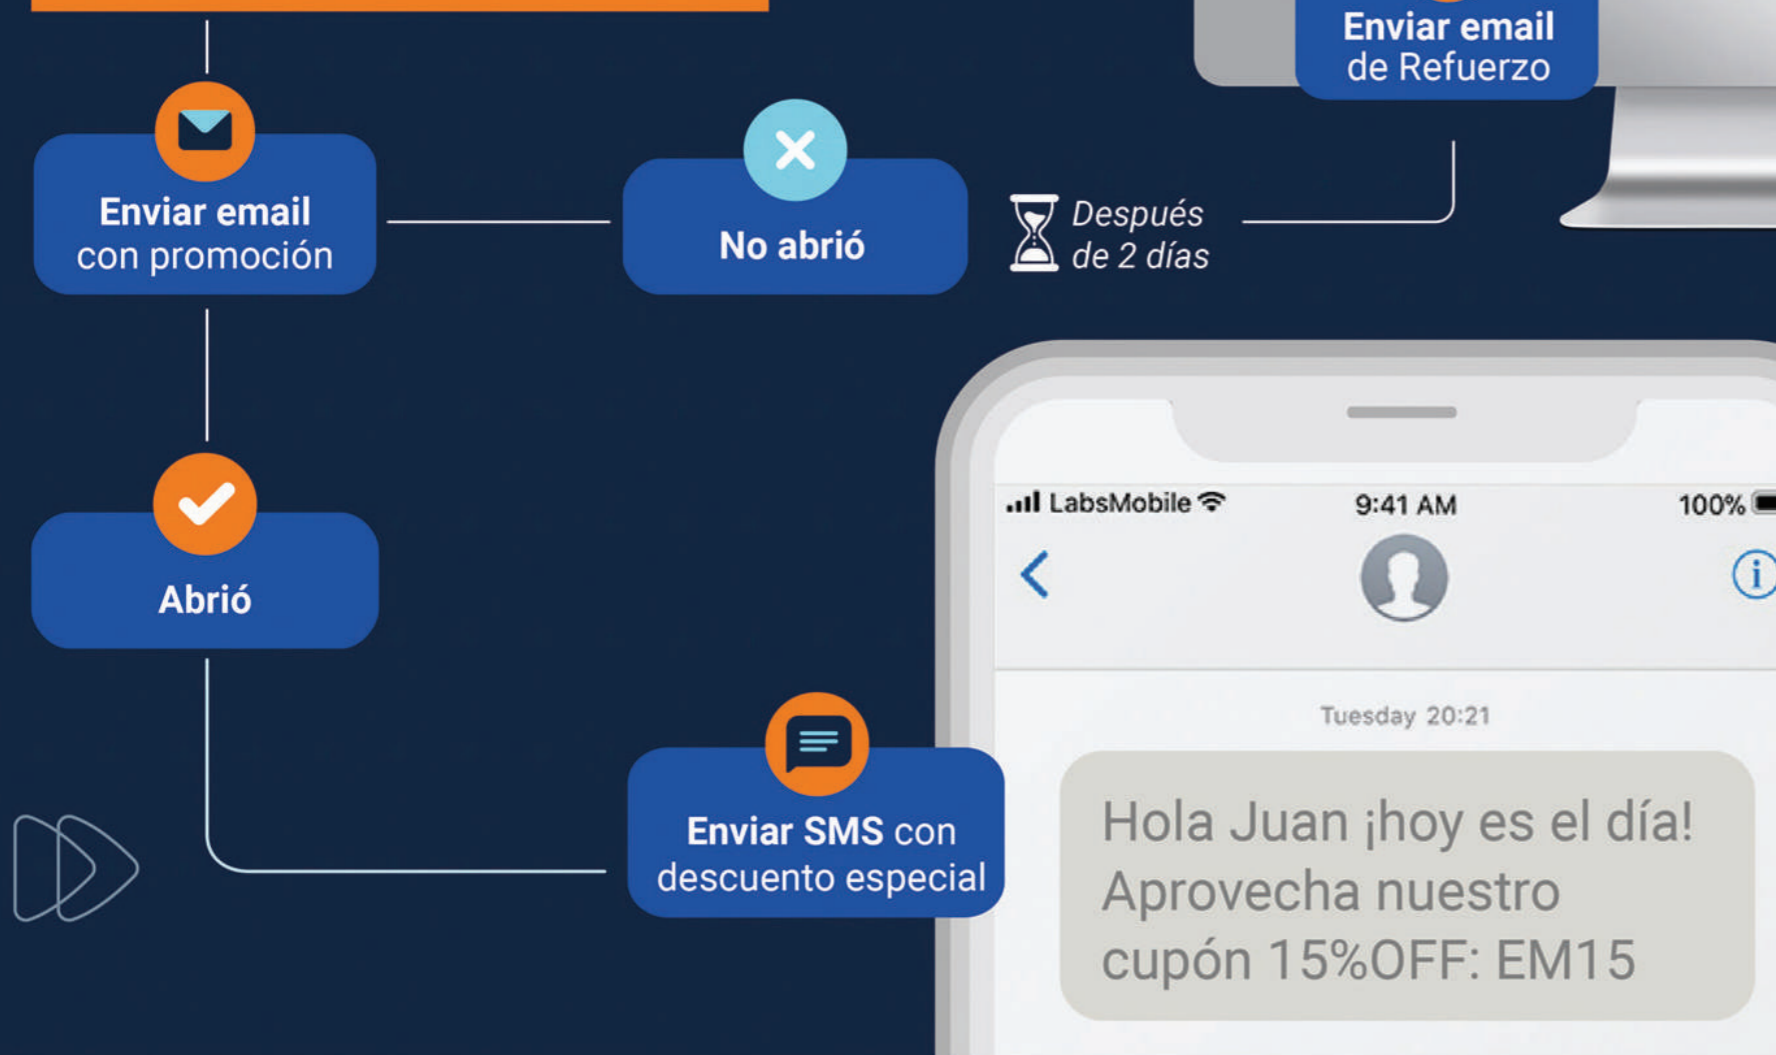 Enviar email
de Refuerzo
Enviar email
con promoción
No abrió
Después
de 2 días
Abrió
Enviar SMS con
descuento especial
LabsMobile
9:41 AM
100%
Tuesday 20:21
Hola Juan ¡hoy es el día!
Aprovecha nuestro
cupón 15%OFF: EM15